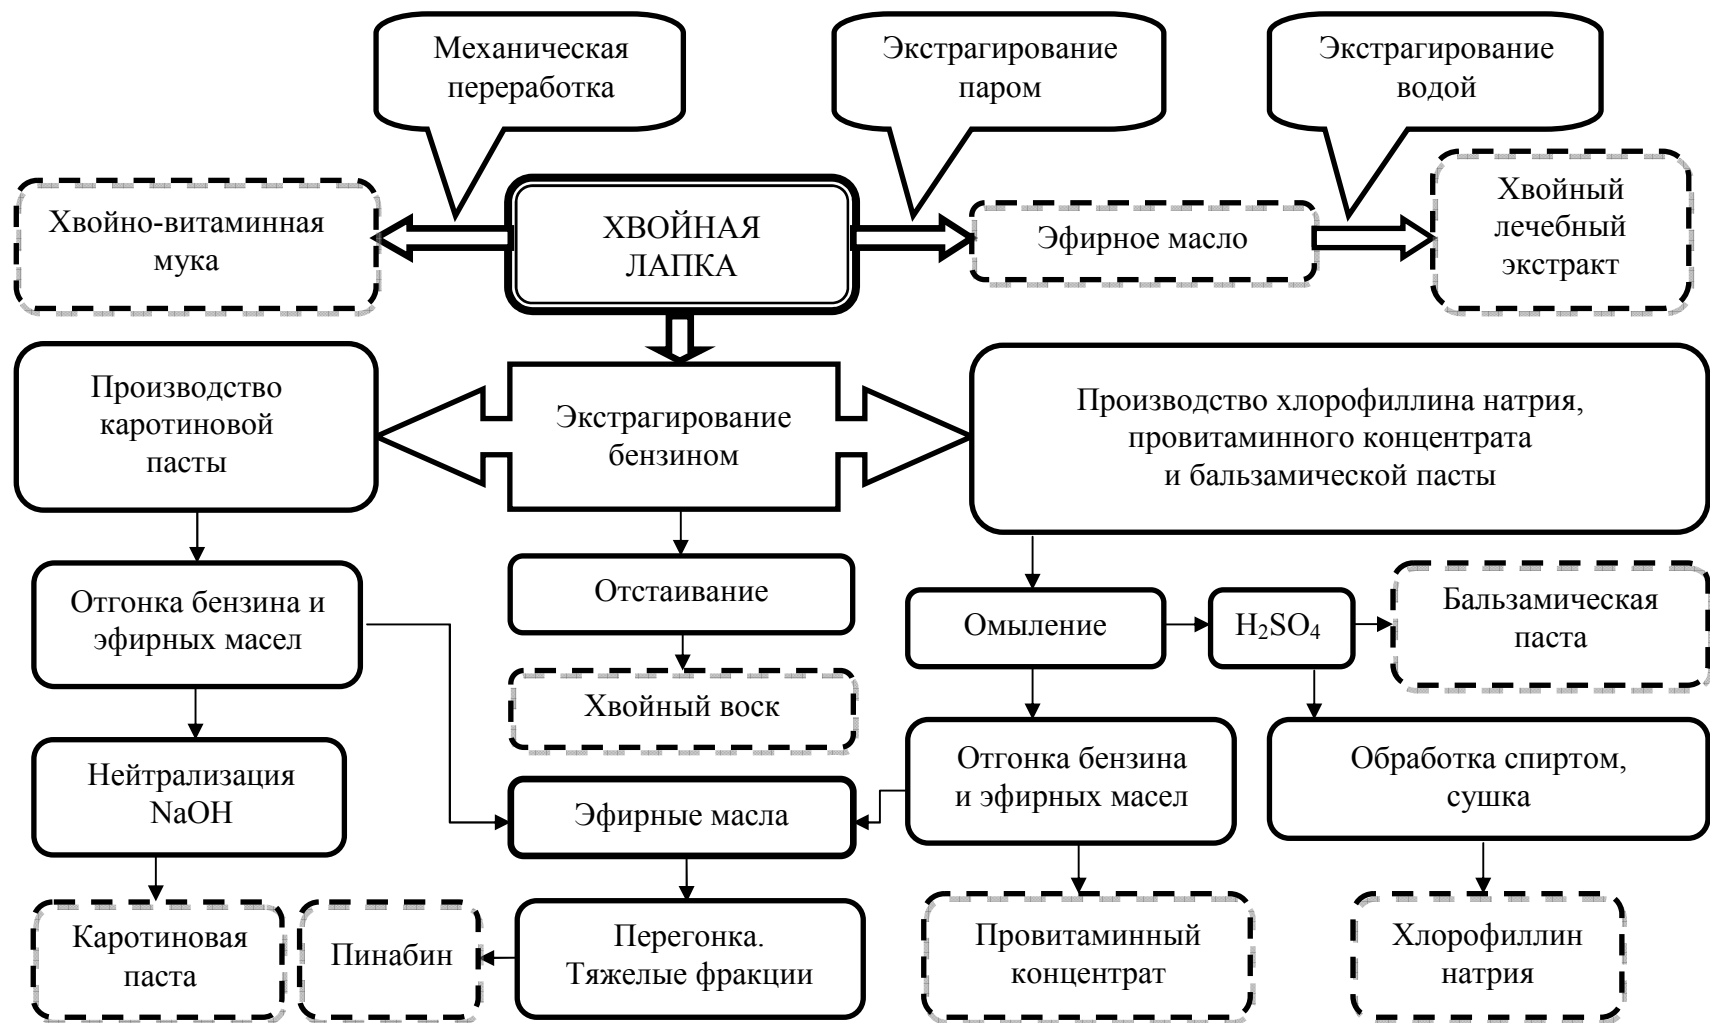 Механическая
переработка
Экстрагирование
паром
Экстрагирование
водой
Хвойно-витаминная
мука
ХВОЙНАЯ
ЛАПКА
Эфирное масло
Хвойный
лечебный
экстракт
Производство
каротиновой
пасты
Экстрагирование
бензином
Производство хлорофиллина натрия,
провитаминного концентрата
и бальзамической пасты
Отгонка бензина и
эфирных масел
Отстаивание
Омыление
H₂SO₄
Бальзамическая
паста
Хвойный воск
Нейтрализация
NaOH
Эфирные масла
Отгонка бензина
и эфирных масел
Обработка спиртом,
сушка
Каротиновая
паста
Пинабин
Перегонка.
Тяжелые фракции
Провитаминный
концентрат
Хлорофиллин
натрия